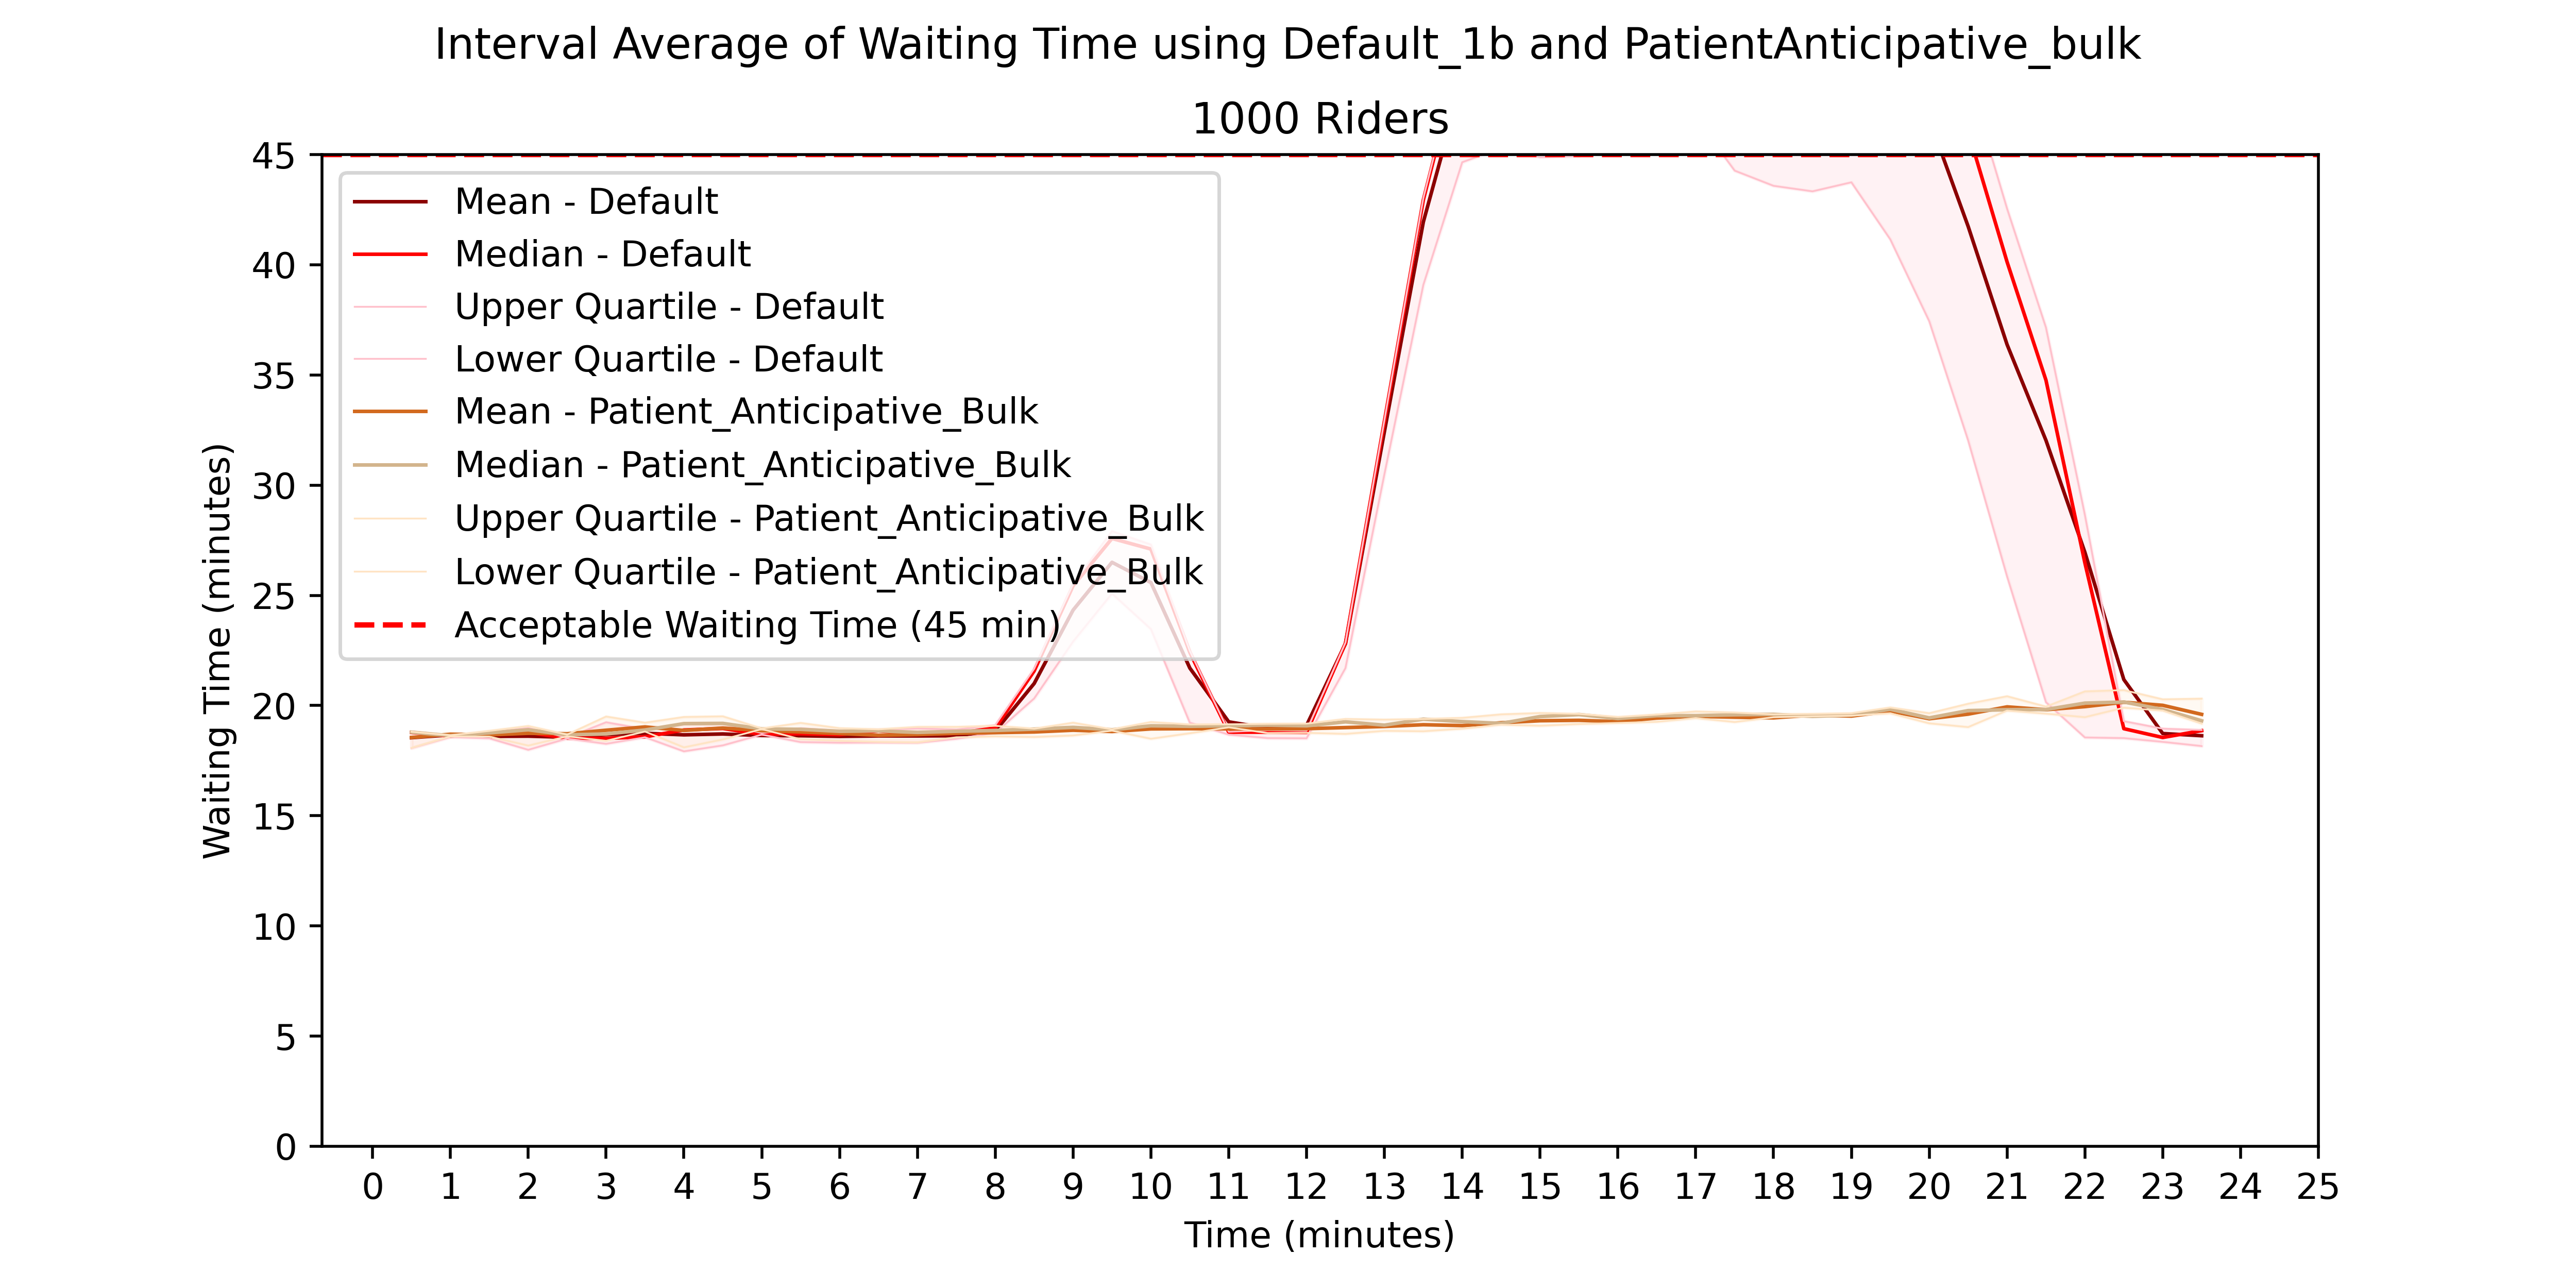 Interval Average of Waiting Time using Default_1b and PatientAnticipative_bulk
1000 Riders
45
40
35
30
25
20
15
10
5
0
Waiting Time (minutes)
Mean - Default
Median - Default
Upper Quartile - Default
Lower Quartile - Default
Mean - Patient_Anticipative_Bulk
Median - Patient_Anticipative_Bulk
Upper Quartile - Patient_Anticipative_Bulk
Lower Quartile - Patient_Anticipative_Bulk
Acceptable Waiting Time (45 min)
0 1 2 3 4 5 6 7 8 9 10 11 12 13 14 15 16 17 18 19 20 21 22 23 24 25
Time (minutes)